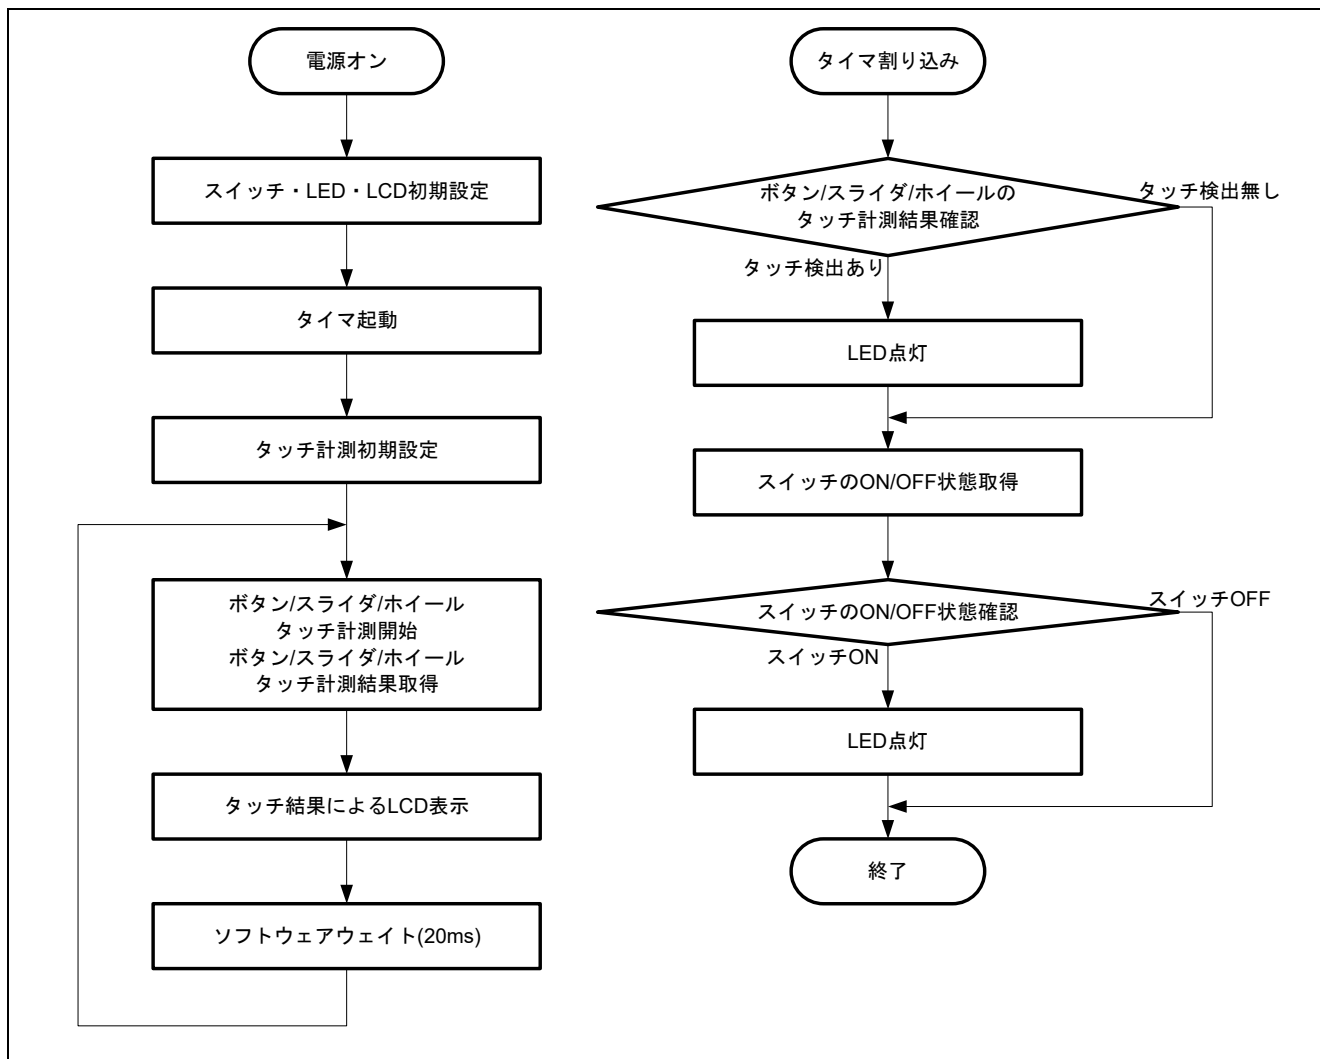 電源オン
スイッチ・LED・LCD初期設定
タイマ起動
タッチ計測初期設定
ボタン/スライダ/ホイール
タッチ計測開始
ボタン/スライダ/ホイール
タッチ計測結果取得
タッチ結果によるLCD表示
ソフトウェアウェイト(20ms)
タイマ割り込み
ボタン/スライダ/ホイールの
タッチ計測結果確認
タッチ検出無し
タッチ検出あり
LED点灯
スイッチのON/OFF状態取得
スイッチのON/OFF状態確認
スイッチOFF
スイッチON
LED点灯
終了